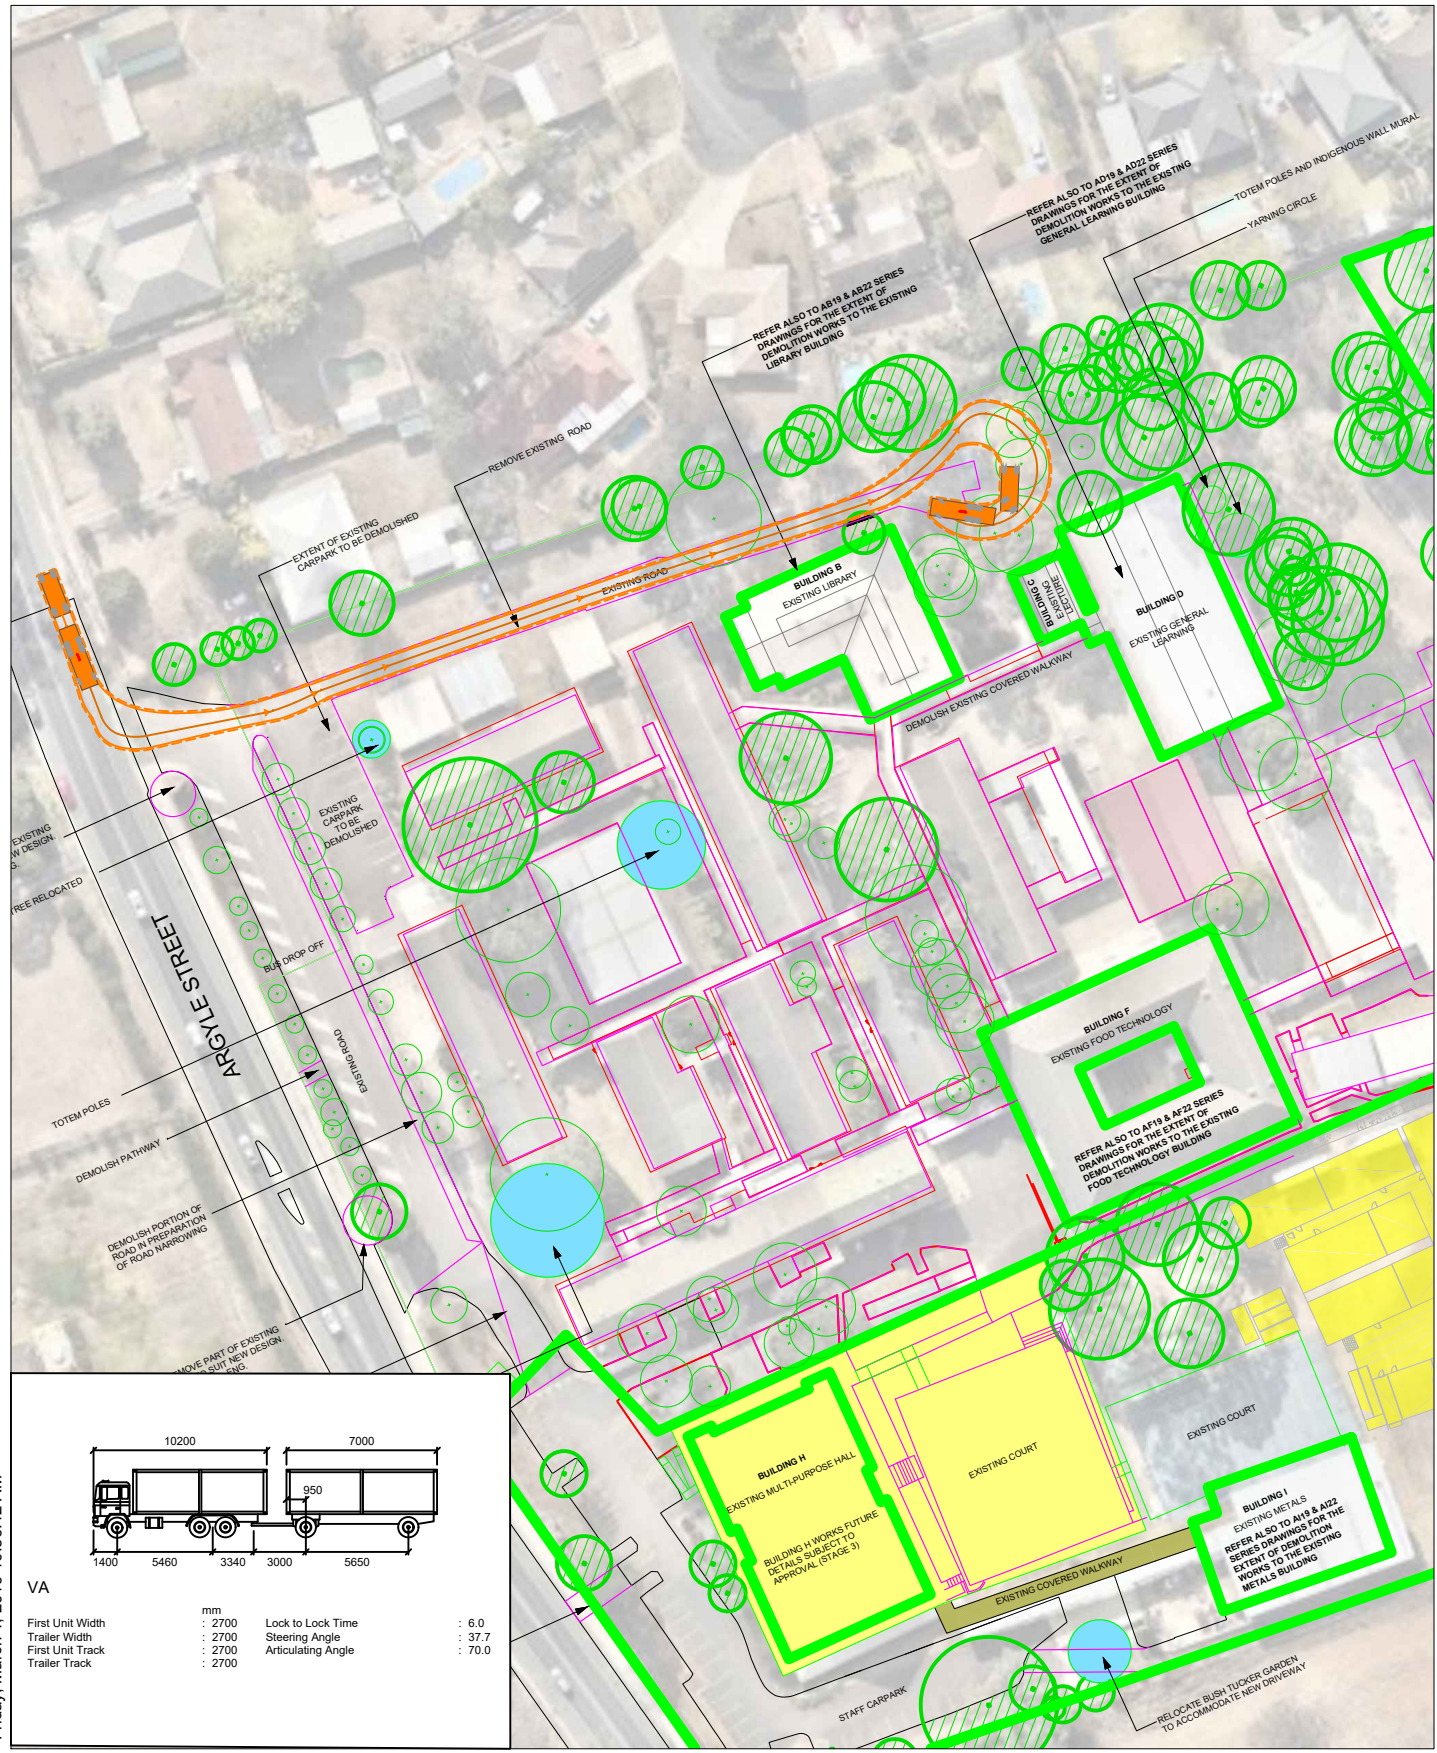 REFER ALSO TO AD19 & AD22 SERIES
DRAWINGS FOR THE EXTENT OF
DEMOLITION WORKS TO THE EXISTING
GENERAL LEARNING BUILDING
TOTEM POLES AND INDIGENOUS WALL MURAL
YARNING CIRCLE
REFER ALSO TO AB19 & AB22 SERIES
DRAWINGS FOR THE EXTENT OF
DEMOLITION WORKS TO THE EXISTING
LIBRARY BUILDING
REMOVE EXISTING ROAD
EXTENT OF EXISTING
CARPARK TO BE DEMOLISHED
EXISTING ROAD
BUILDING B
EXISTING LIBRARY
BUILDING C
EXISTING
LECTURE
BUILDING D
EXISTING GENERAL
LEARNING
DEMOLISH EXISTING COVERED WALKWAY
EXISTING
CARPARK
TO BE
DEMOLISHED
EXISTING
W DESIGN.
G.
TREE RELOCATED
ARGYLE STREET
BUS DROP OFF
EXISTING ROAD
TOTEM POLES
DEMOLISH PATHWAY
DEMOLISH PORTION OF
ROAD IN PREPARATION
OF ROAD NARROWING
MOVE PART OF EXISTING
SUIT NEW DESIGN.
ENG.
BUILDING F
EXISTING FOOD TECHNOLOGY
REFER ALSO TO AF19 & AF22 SERIES
DRAWINGS FOR THE EXTENT OF
DEMOLITION WORKS TO THE EXISTING
FOOD TECHNOLOGY BUILDING
BUILDING H
EXISTING MULTI-PURPOSE HALL
BUILDING H WORKS FUTURE
DETAILS SUBJECT TO
APPROVAL (STAGE 3)
EXISTING COURT
EXISTING COURT
BUILDING I
EXISTING METALS
REFER ALSO TO AI19 & AI22
SERIES DRAWINGS FOR THE
EXTENT OF DEMOLITION
WORKS TO THE EXISTING
METALS BUILDING
EXISTING COVERED WALKWAY
STAFF CARPARK
RELOCATE BUSH TUCKER GARDEN
TO ACCOMMODATE NEW DRIVEWAY
10200 7000
950
1400 5460 3340 3000 5650
VA
mm
First Unit Width : 2700 Lock to Lock Time : 6.0
Trailer Width : 2700 Steering Angle : 37.7
First Unit Track : 2700 Articulating Angle : 70.0
Trailer Track : 2700